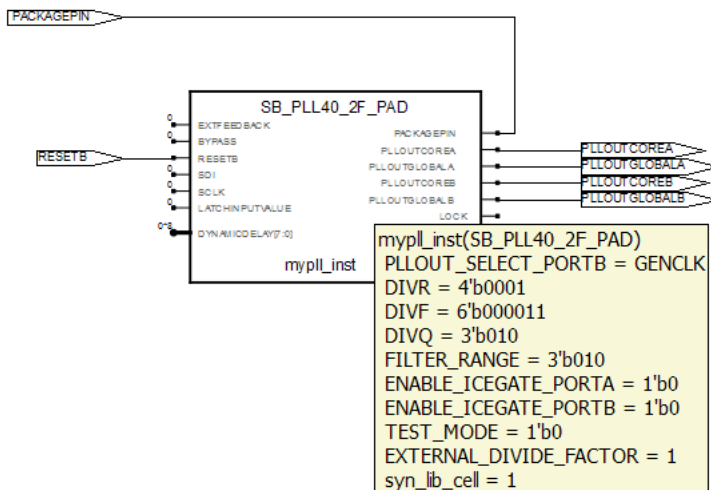 PACKAGEPIN
SB_PLL40_2F_PAD
0 EXTFEEDBACK
0 BYPASS
PACKAGEPIN
RESETB
RESETB
PLLOUTCOREA
PLLOUTCOREA
0 SDI
PLLOUTGLOBALA
PLLOUTGLOBALA
0 SCLK
PLLOUTCOREB
PLLOUTCOREB
0 LATCHINPUTVALUE
PLLOUTGLOBALB
PLLOUTGLOBALB
LOCK
0*8 DYNAMICDELAY[7:0]
mypll_inst
mypll_inst(SB_PLL40_2F_PAD)
PLLOUT_SELECT_PORTB = GENCLK
DIVR = 4'b0001
DIVF = 6'b000011
DIVQ = 3'b010
FILTER_RANGE = 3'b010
ENABLE_ICEGATE_PORTA = 1'b0
ENABLE_ICEGATE_PORTB = 1'b0
TEST_MODE = 1'b0
EXTERNAL_DIVIDE_FACTOR = 1
syn_lib_cell = 1